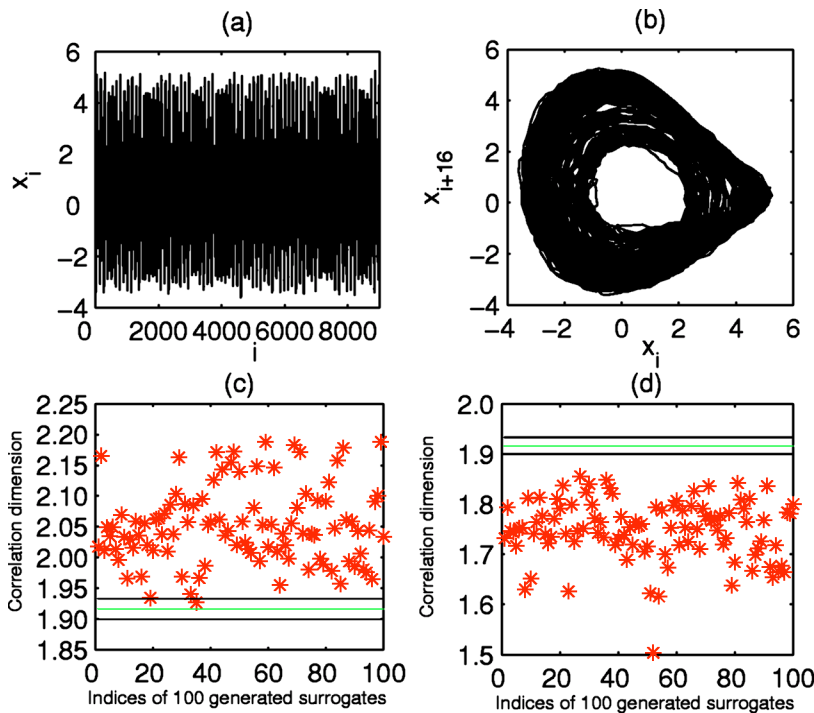 (a)
6
4
2
0
-2
-4
x_i
0 2000 4000 6000 8000
i
(b)
6
4
2
0
-2
-4
x_{i+16}
-4 -2 0 2 4 6
x_i
(c)
2.25
2.20
2.15
2.10
2.05
2.00
1.95
1.90
1.85
Correlation dimension
0 20 40 60 80 100
Indices of 100 generated surrogates
(d)
2.0
1.9
1.8
1.7
1.6
1.5
Correlation dimension
0 20 40 60 80 100
Indices of 100 generated surrogates